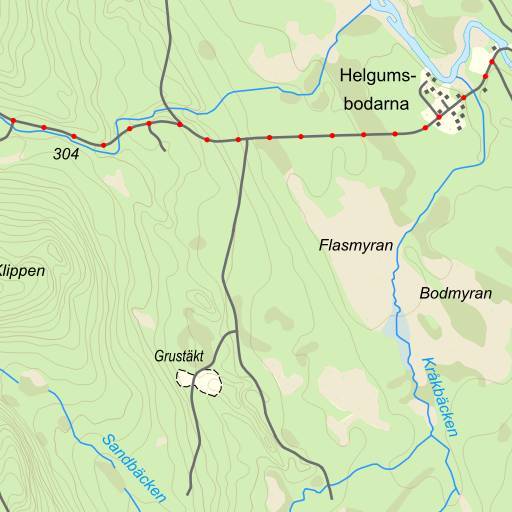 Helgums-
bodarna
304
Flasmyran
Klippen
Bodmyran
Grustäkt
Kråkbäcken
Sandbäcken